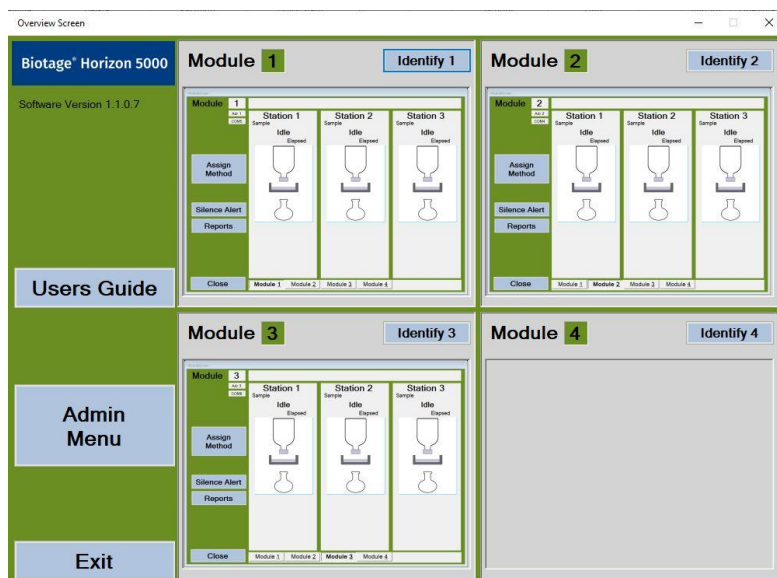 Overview Screen
Biotage® Horizon 5000
Software Version 1.1.0.7
Users Guide
Admin
Menu
Exit
Module 1
Identify 1
Module 1
Station 1
Station 2
Station 3
Sample
Sample
Sample
Idle
Idle
Idle
Elapsed
Elapsed
Elapsed
Assign
Method
Silence Alert
Reports
Close
Module 1
Module 2
Module 3
Module 4
Module 2
Identify 2
Module 2
Station 1
Station 2
Station 3
Sample
Sample
Sample
Idle
Idle
Idle
Elapsed
Elapsed
Elapsed
Assign
Method
Silence Alert
Reports
Close
Module 1
Module 2
Module 3
Module 4
Module 3
Identify 3
Module 3
Station 1
Station 2
Station 3
Sample
Sample
Sample
Idle
Idle
Idle
Elapsed
Elapsed
Elapsed
Assign
Method
Silence Alert
Reports
Close
Module 1
Module 2
Module 3
Module 4
Module 4
Identify 4